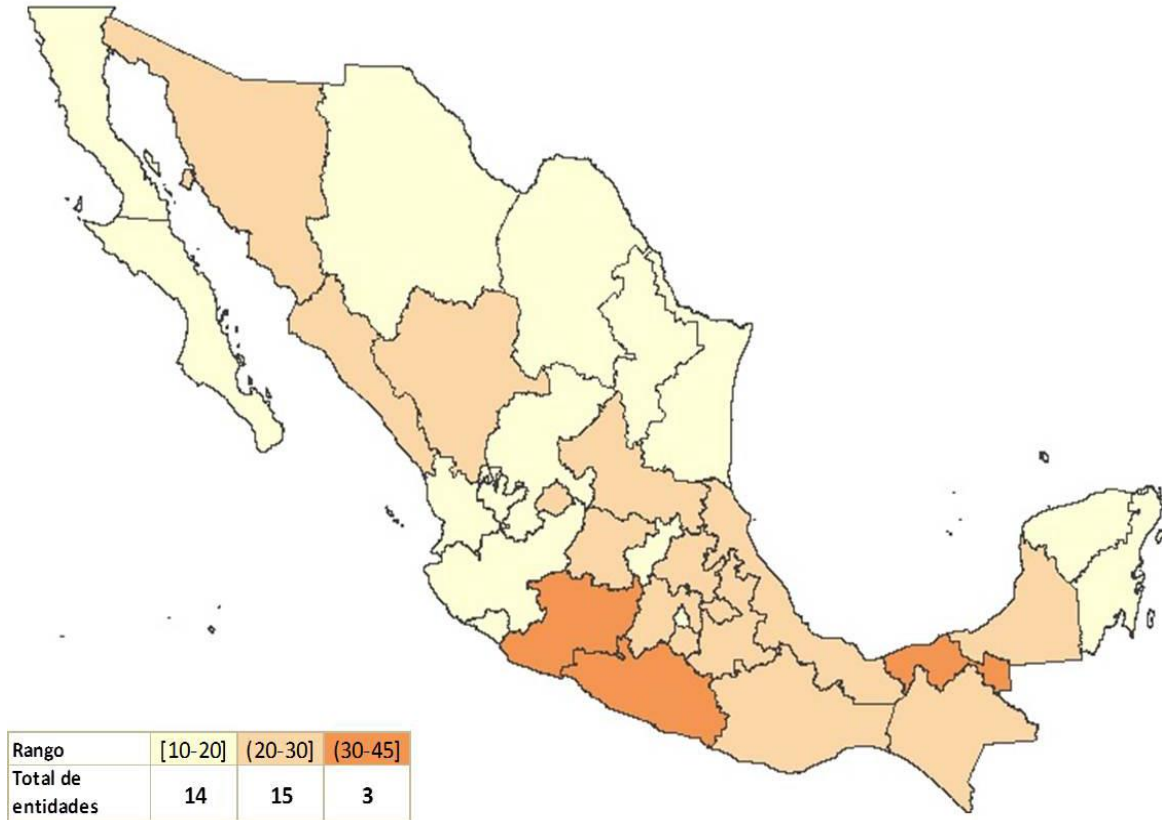 Rango [10-20] (20-30] (30-45]
Total de entidades 14 15 3